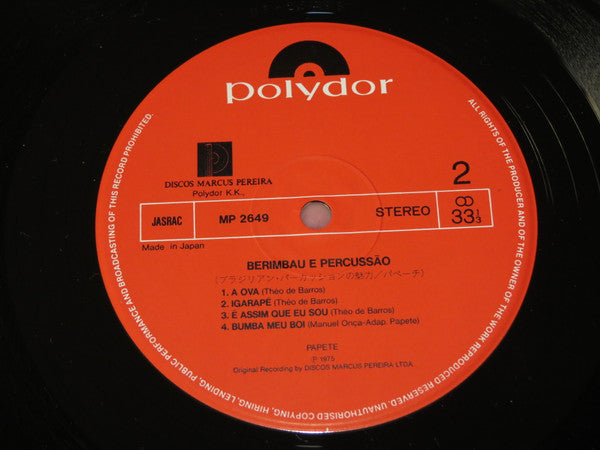 polydor
DISCOS MARCUS PEREIRA
Polydor K.K.,
2
JASRAC
MP 2649
STEREO
33 1/3
Made in Japan
BERIMBAU E PERCUSSÃO
(ブラジリアン・パーカッションの魅力/パペーチ)
1. A OVA (Théo de Barros)
2. IGARAPÉ (Théo de Barros)
3. E ASSIM QUE EU SOU (Théo de Barros)
4. BUMBA MEU BOI (Manuel Onça-Adap. Papete)
PAPETE
Ⓟ 1975
Original Recording by DISCOS MARCUS PEREIRA LTDA.
ALL RIGHTS OF THE PRODUCER AND OF THE OWNER OF THE WORK REPRODUCED RESERVED. UNAUTHORISED COPYING, HIRING, LENDING, PUBLIC PERFORMANCE AND BROADCASTING OF THIS RECORD PROHIBITED.